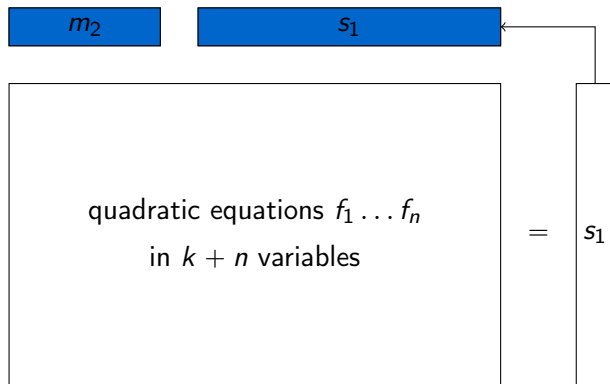 m₂ s₁
quadratic equations f₁ … fₙ
in k + n variables
= s₁